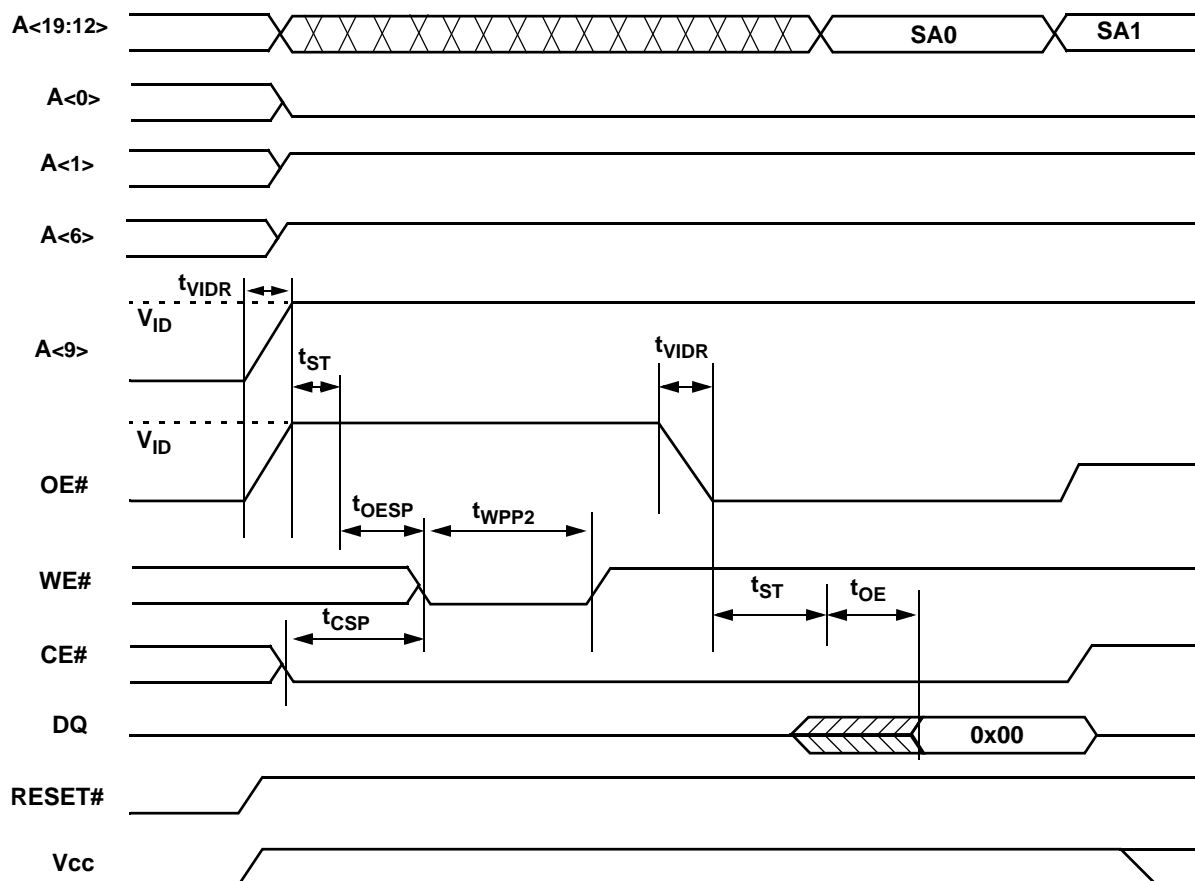 A<19:12>
SA0
SA1
A<0>
A<1>
A<6>
tVIDR
VID
A<9>
tST
tVIDR
VID
OE#
tOESP
tWPP2
WE#
tST
tOE
tCSP
CE#
DQ
0x00
RESET#
Vcc